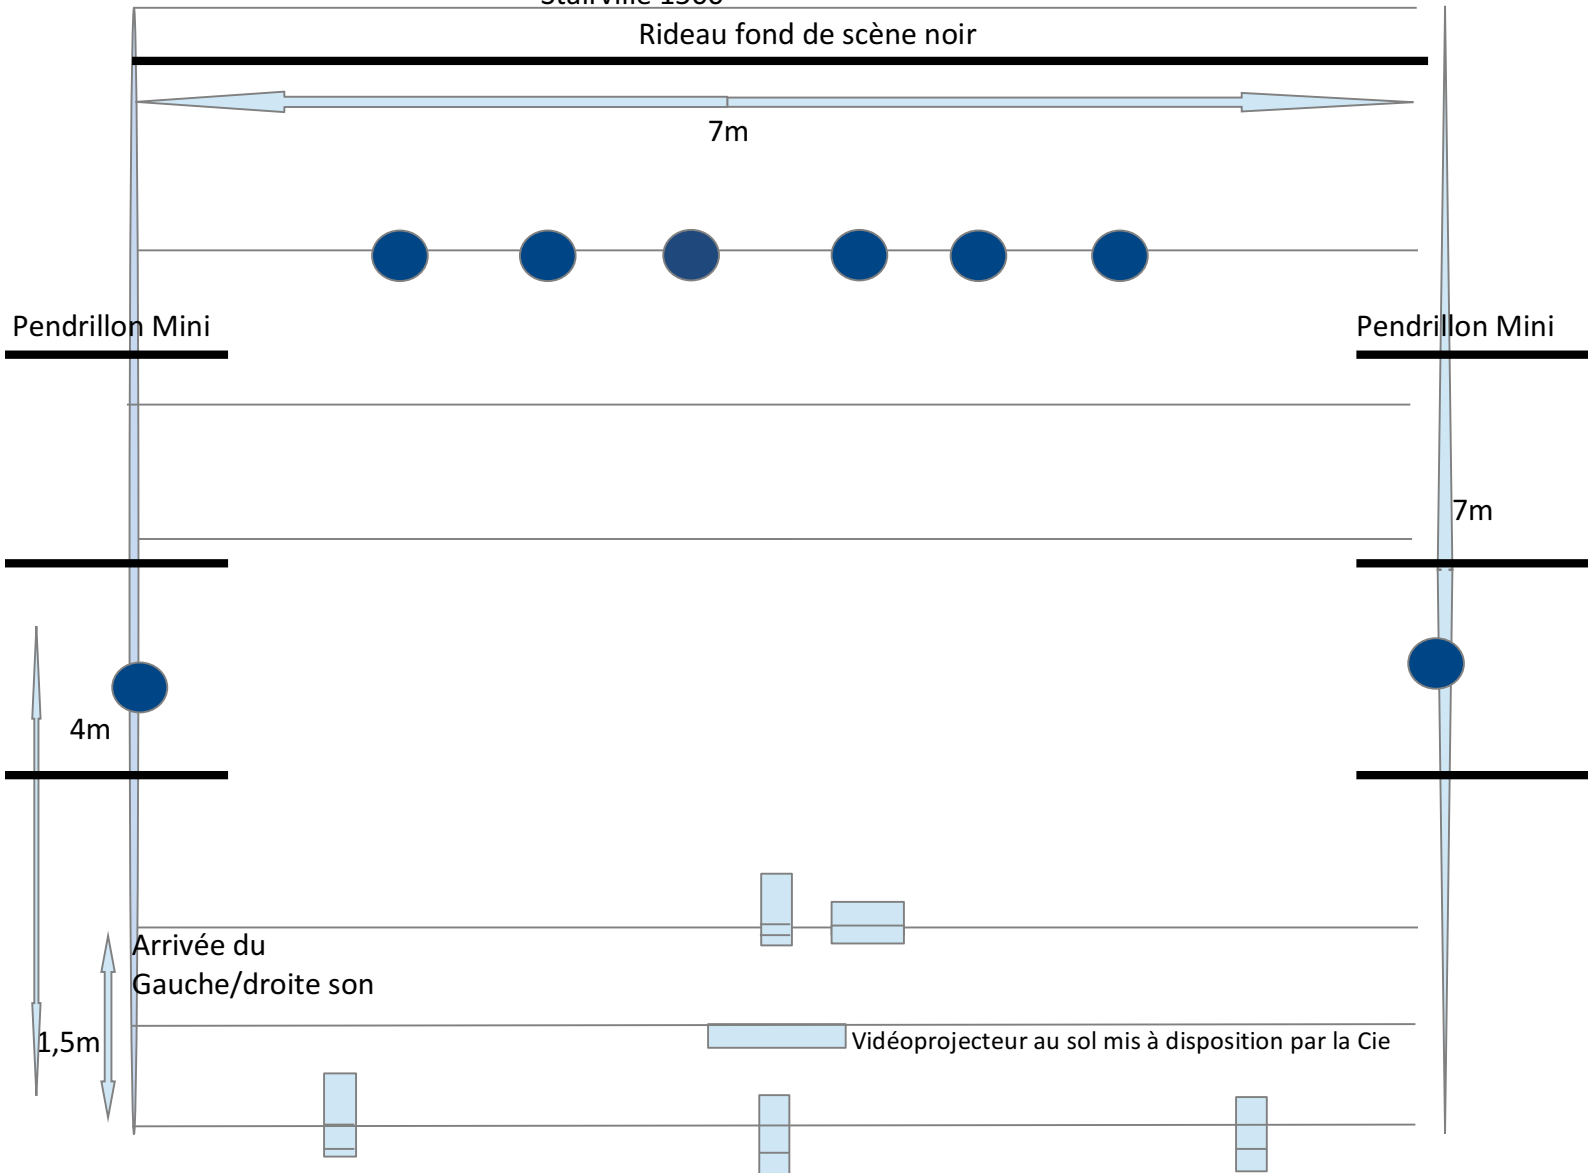 Rideau fond de scène noir
7m
Pendrillon Mini
Pendrillon Mini
7m
4m
Arrivée du
Gauche/droite son
1,5m
Vidéoprojecteur au sol mis à disposition par la Cie